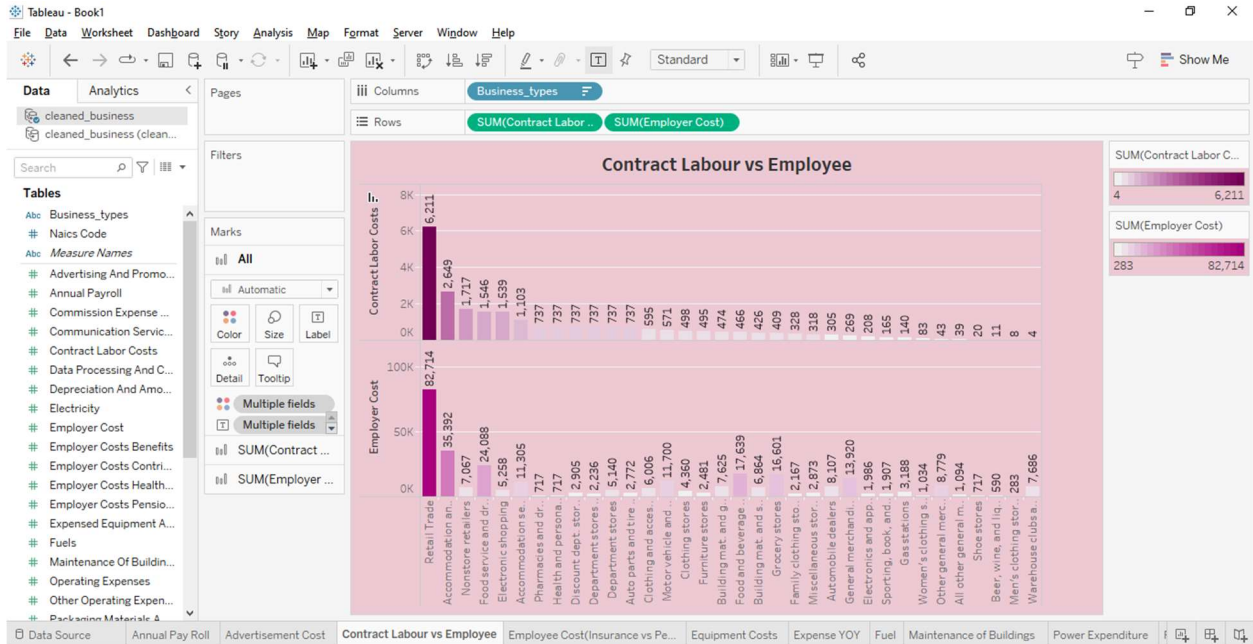 Tableau - Book1
File Data Worksheet Dashboard Story Analysis Map Format Server Window Help
Standard
Show Me
Data Analytics
cleaned_business
cleaned_business (clean...
Search
Tables
Abc Business_types
# Naics Code
Abc Measure Names
# Advertising And Promo...
# Annual Payroll
# Commission Expense ...
# Communication Servic...
# Contract Labor Costs
# Data Processing And C...
# Depreciation And Amo...
# Electricity
# Employer Cost
# Employer Costs Benefits
# Employer Costs Contri...
# Employer Costs Health...
# Employer Costs Pensio...
# Expensed Equipment A...
# Fuels
# Maintenance Of Buildin...
# Operating Expenses
# Other Operating Expen...
# Packaging Materials A...
Pages
Filters
Marks
All
Automatic
Color Size Label
Detail Tooltip
Multiple fields
Multiple fields
SUM(Contract ...
SUM(Employer ...
Columns
Business_types
Rows
SUM(Contract Labor .. SUM(Employer Cost)
Contract Labour vs Employee
Contract Labor Costs
8K
6K
4K
2K
0K
6,211 2,649 1,717 1,546 1,539 1,103 737 737 737 737 737 737 595 571 498 495 474 466 426 409 328 318 305 269 208 165 140 83 43 39 20 11 8 4
Employer Cost
100K
50K
0K
82,714 35,392 7,067 24,088 5,258 11,305 717 717 2,905 2,236 5,140 2,772 6,006 11,700 4,360 2,481 7,625 17,639 6,864 16,601 2,167 2,873 8,107 13,920 1,986 1,907 3,188 1,034 8,779 1,094 717 590 283 7,686
Retail Trade
Accommodation an..
Nonstore retailers
Food service and dr..
Electronic shopping
Accommodation se..
Pharmacies and dr..
Health and persona..
Discount dept. stor..
Department stores ..
Department stores
Auto parts and tire ..
Clothing and acces..
Motor vehicle and ..
Clothing stores
Furniture stores
Building mat. and g..
Food and beverage..
Building mat. and s..
Grocery stores
Family clothing sto..
Miscellaneous stor..
Automobile dealers
General merchandi..
Electronics and app..
Sporting, book, and..
Gas stations
Women's clothing s..
Other general merc..
All other general m..
Shoe stores
Beer, wine, and liq..
Men's clothing stor..
Warehouse clubs a..
SUM(Contract Labor C...
4 6,211
SUM(Employer Cost)
283 82,714
Data Source Annual Pay Roll Advertisement Cost Contract Labour vs Employee Employee Cost(Insurance vs Pe... Equipment Costs Expense YOY Fuel Maintenance of Buildings Power Expenditure